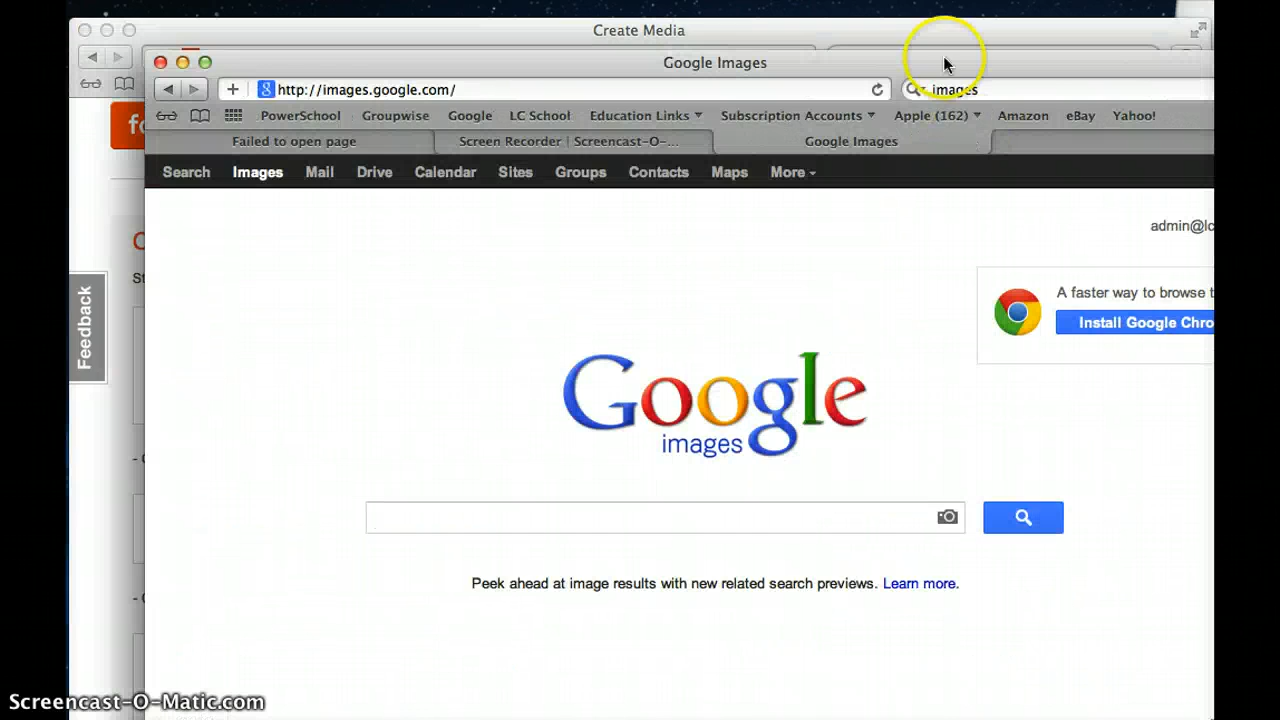 Create Media
Google Images
http://images.google.com/
images
PowerSchool Groupwise Google LC School Education Links Subscription Accounts Apple (162) Amazon eBay Yahoo!
Failed to open page
Screen Recorder | Screencast-O-...
Google Images
Search Images Mail Drive Calendar Sites Groups Contacts Maps More
admin@lc
fo
C
St
A faster way to browse t
Install Google Chro
Feedback
Google
images
- C
Peek ahead at image results with new related search previews. Learn more.
- C
Screencast-O-Matic.com